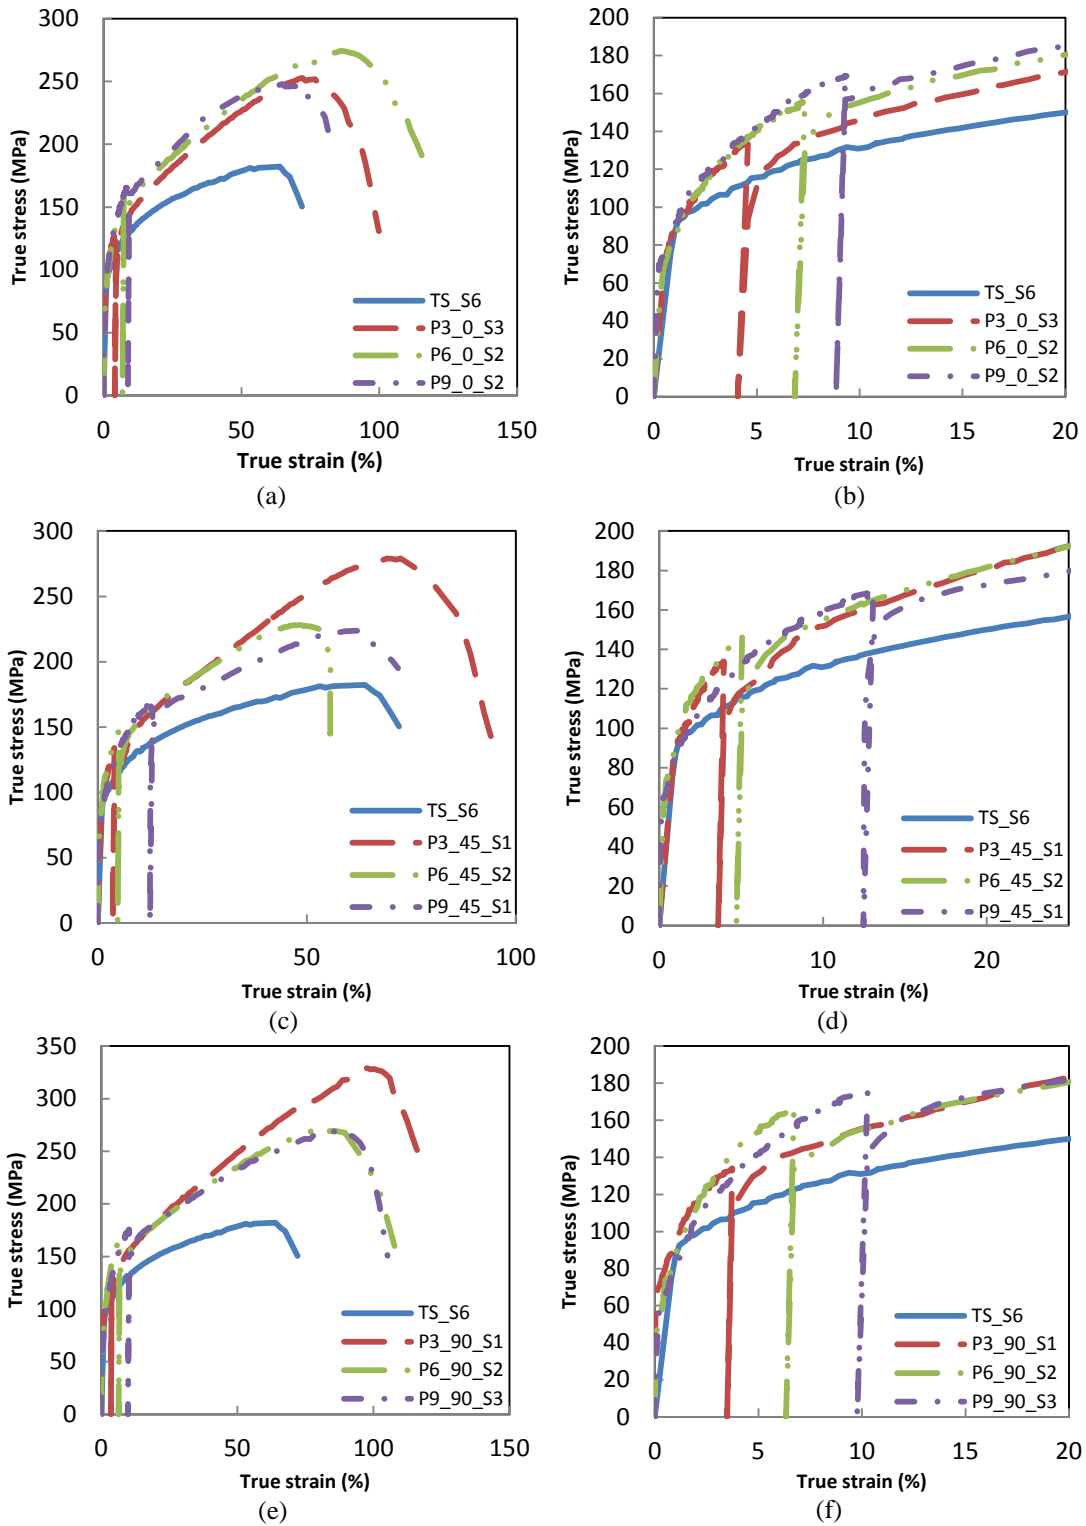 True stress (MPa)
300
250
200
150
100
50
0
0 50 100 150
True strain (%)
TS_S6
P3_0_S3
P6_0_S2
P9_0_S2
(a)
True stress (MPa)
200
180
160
140
120
100
80
60
40
20
0
0 5 10 15 20
True strain (%)
TS_S6
P3_0_S3
P6_0_S2
P9_0_S2
(b)
True stress (MPa)
300
250
200
150
100
50
0
0 50 100
True strain (%)
TS_S6
P3_45_S1
P6_45_S2
P9_45_S1
(c)
True stress (MPa)
200
180
160
140
120
100
80
60
40
20
0
0 10 20
True strain (%)
TS_S6
P3_45_S1
P6_45_S2
P9_45_S1
(d)
True stress (MPa)
350
300
250
200
150
100
50
0
0 50 100 150
True strain (%)
TS_S6
P3_90_S1
P6_90_S2
P9_90_S3
(e)
True stress (MPa)
200
180
160
140
120
100
80
60
40
20
0
0 5 10 15 20
True strain (%)
TS_S6
P3_90_S1
P6_90_S2
P9_90_S3
(f)